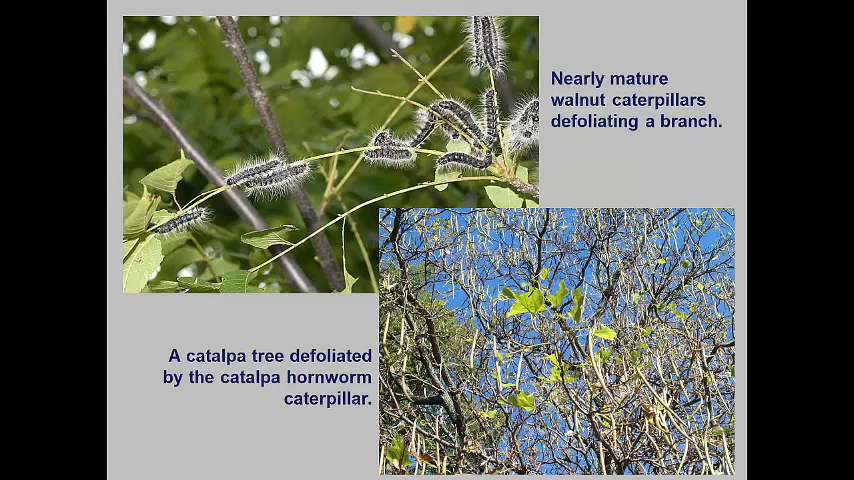 Nearly mature
walnut caterpillars
defoliating a branch.
A catalpa tree defoliated
by the catalpa hornworm
caterpillar.